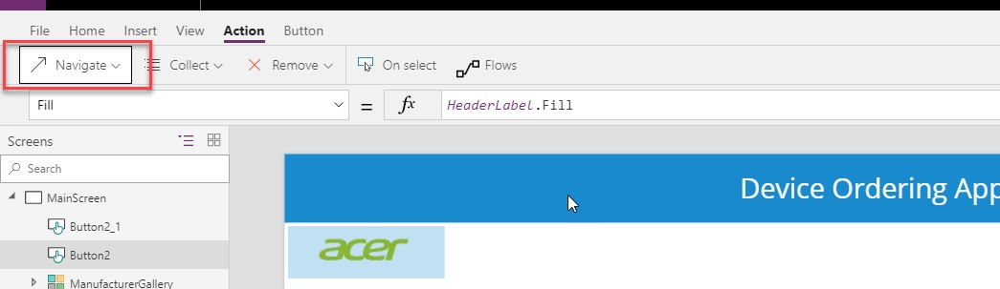 File Home Insert View Action Button
Navigate Collect Remove On select Flows
Fill = fx HeaderLabel.Fill
Screens
Search
MainScreen
Button2_1
Button2
ManufacturerGallery
Device Ordering App
acer